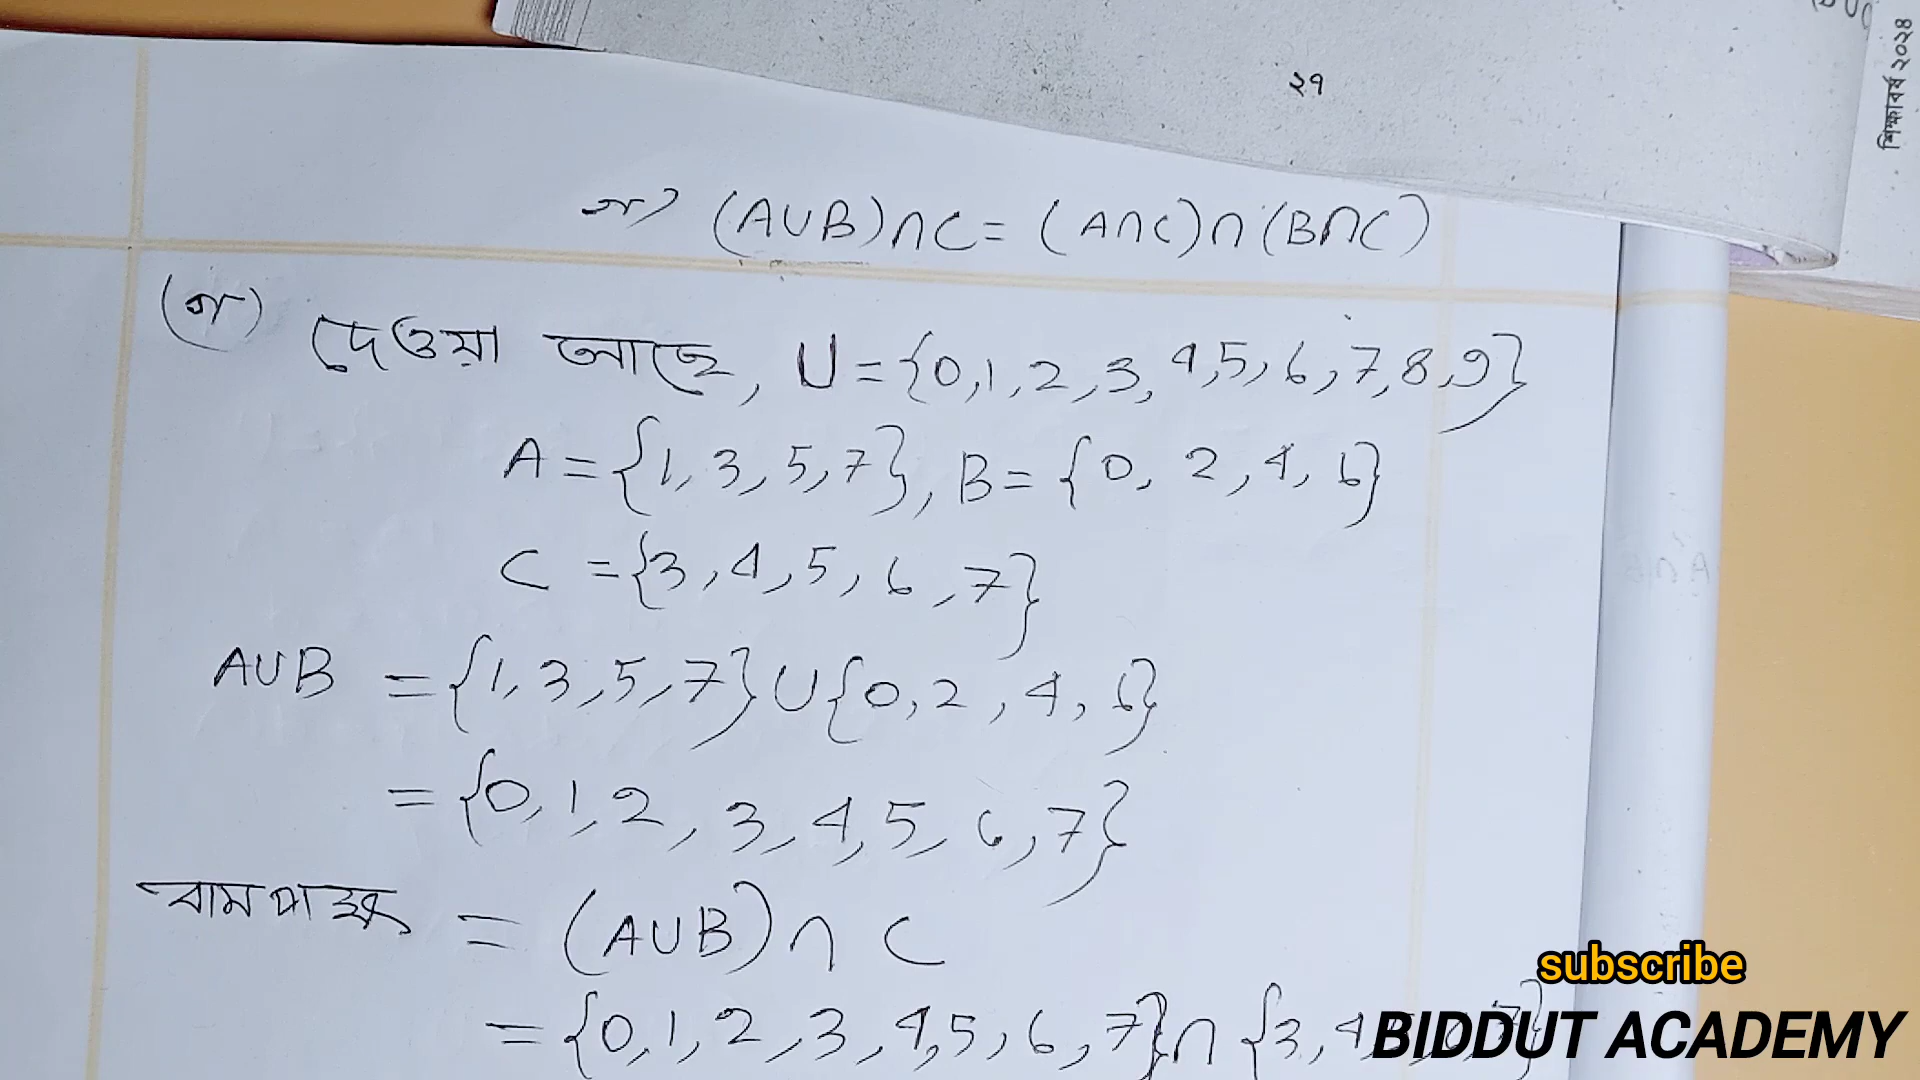 ২৭
শিক্ষাবর্ষ ২০২৪
গ) (A∪B)∩C = (A∩C)∩(B∩C)
(গ) দেওয়া আছে, U = {0,1,2,3,4,5,6,7,8,9}
A = {1,3,5,7}, B = {0, 2,4,6}
C = {3,4,5,6,7}
A∪B = {1,3,5,7}∪{0,2,4,6}
= {0,1,2,3,4,5,6,7}
বামপক্ষ = (A∪B)∩C
= {0,1,2,3,4,5,6,7}∩{3,4
subscribe
BIDDUT ACADEMY